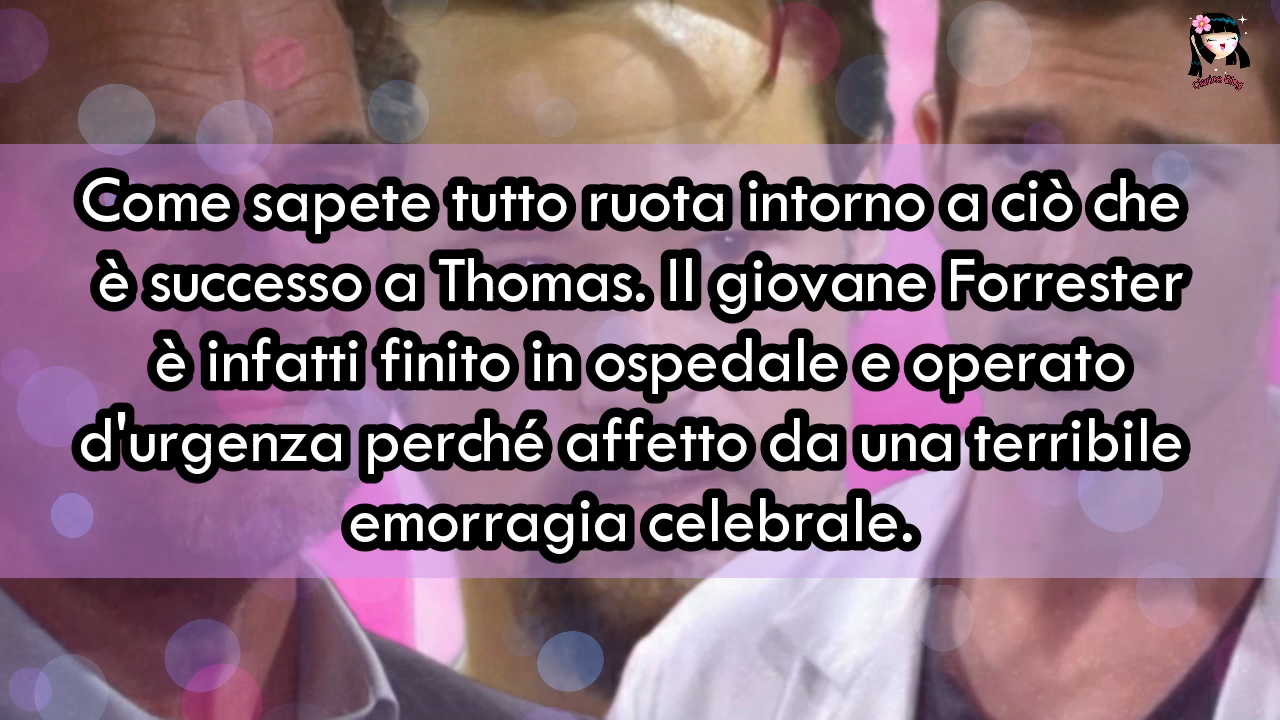 Come sapete tutto ruota intorno a ciò che
è successo a Thomas. Il giovane Forrester
è infatti finito in ospedale e operato
d'urgenza perché affetto da una terribile
emorragia celebrale.